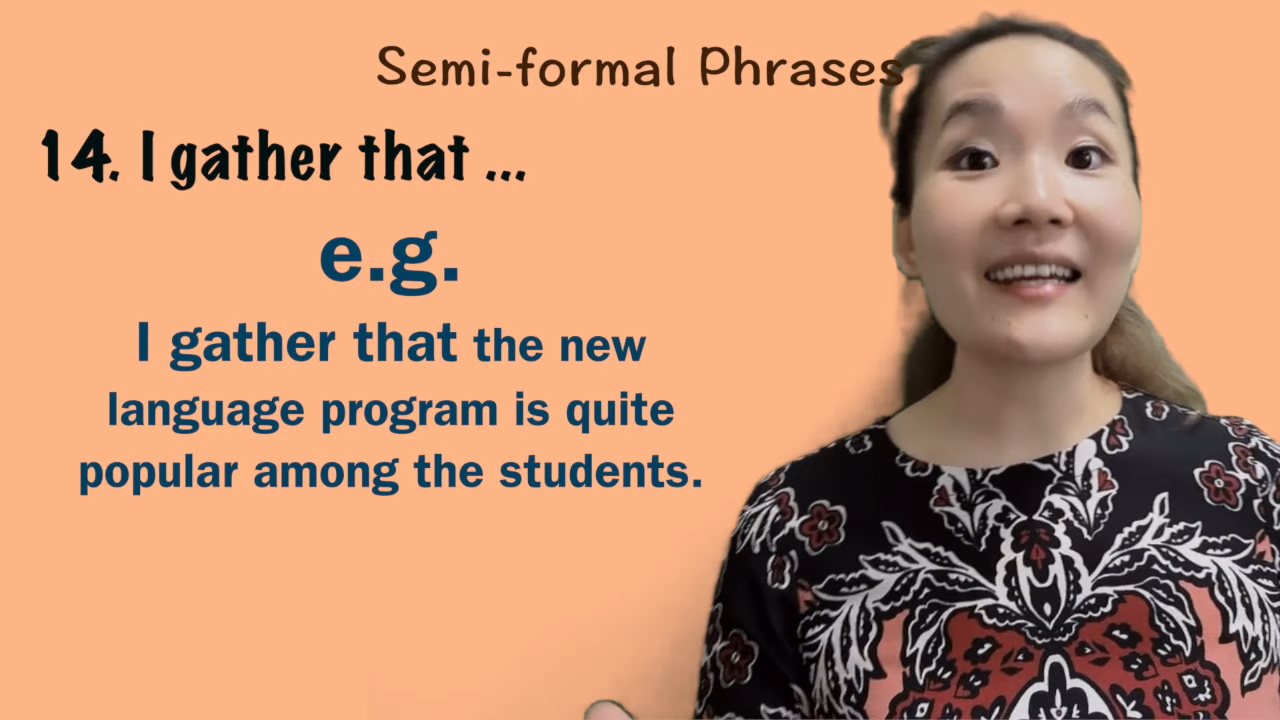 Semi-formal Phrases
14. I gather that ...
e.g.
I gather that the new
language program is quite
popular among the students.